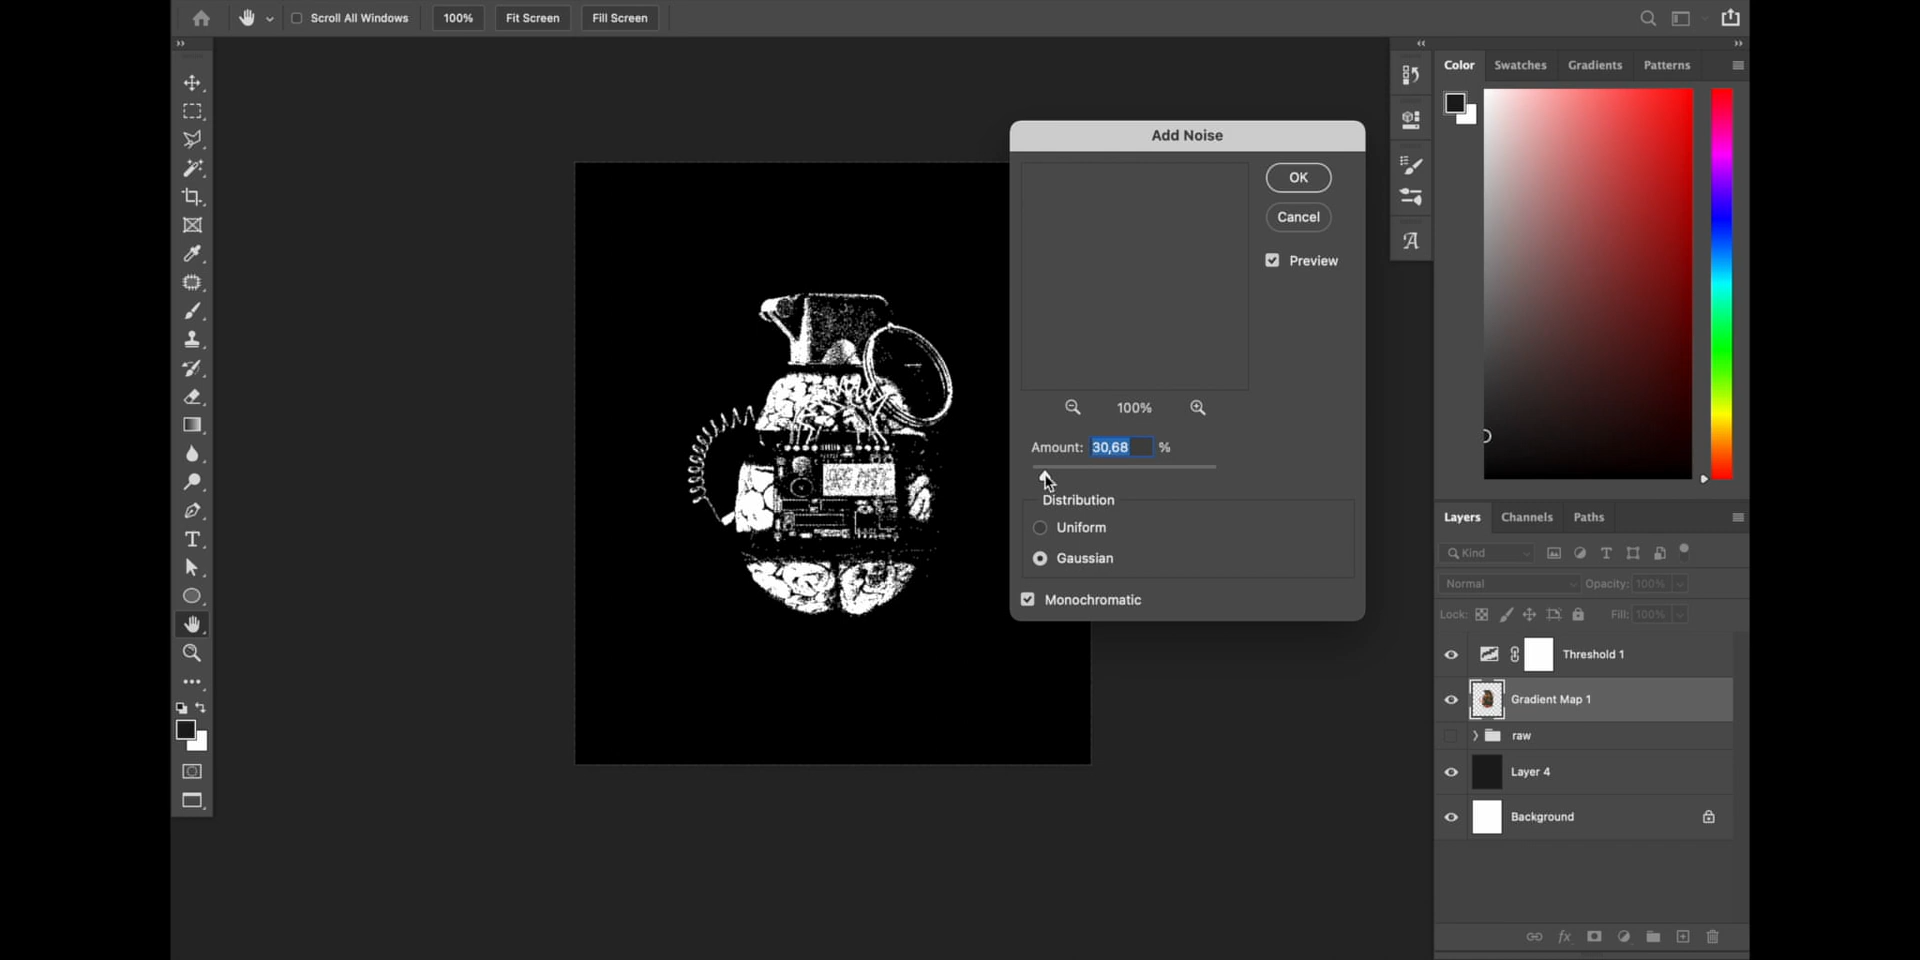 Scroll All Windows
100%
Fit Screen
Fill Screen
Color
Swatches
Gradients
Patterns
Add Noise
OK
Cancel
Preview
100%
Amount: 30,68 %
Distribution
Uniform
Gaussian
Monochromatic
Layers
Channels
Paths
Kind
Normal
Opacity: 100%
Lock:
Fill: 100%
Threshold 1
Gradient Map 1
raw
Layer 4
Background